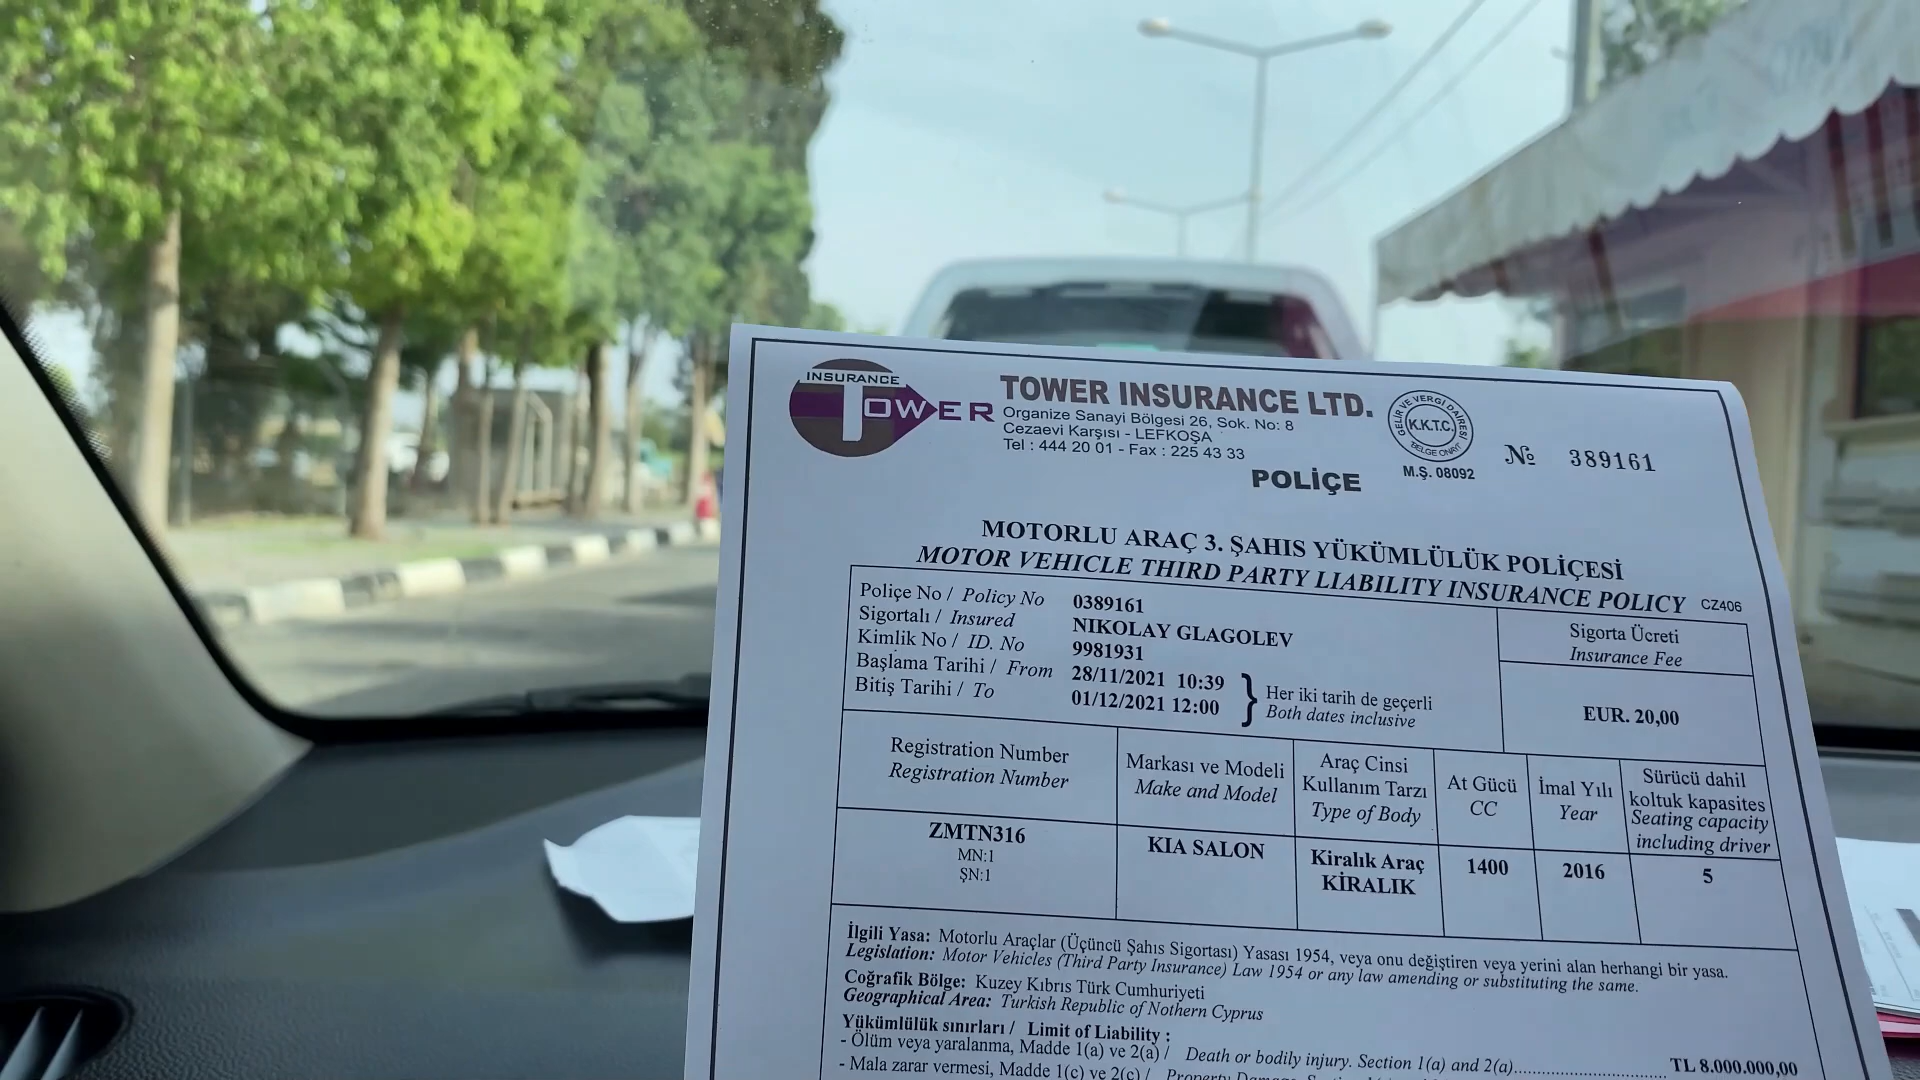 INSURANCE
TOWER
TOWER INSURANCE LTD.
Organize Sanayi Bölgesi 26, Sok. No: 8
Cezaevi Karşısı - LEFKOŞA
Tel : 444 20 01 - Fax : 225 43 33
GELİR VE VERGİ DAİRESİ
K.K.T.C.
BELGE ONAYI
M.Ş. 08092
№ 389161
POLİÇE
MOTORLU ARAÇ 3. ŞAHIS YÜKÜMLÜLÜK POLİÇESİ
MOTOR VEHICLE THIRD PARTY LIABILITY INSURANCE POLICY CZ406
Poliçe No / Policy No 0389161
Sigortalı / Insured NIKOLAY GLAGOLEV
Kimlik No / ID. No 9981931
Başlama Tarihi / From 28/11/2021 10:39
Bitiş Tarihi / To 01/12/2021 12:00
Her iki tarih de geçerli
Both dates inclusive
Sigorta Ücreti
Insurance Fee
EUR. 20,00
Registration Number
Registration Number
Markası ve Modeli
Make and Model
Araç Cinsi
Kullanım Tarzı
Type of Body
At Gücü
CC
İmal Yılı
Year
Sürücü dahil
koltuk kapasites
Seating capacity
including driver
ZMTN316
MN:1
ŞN:1
KIA SALON
Kiralık Araç
KİRALIK
1400
2016
5
İlgili Yasa: Motorlu Araçlar (Üçüncü Şahıs Sigortası) Yasası 1954, veya onu değiştiren veya yerini alan herhangi bir yasa.
Legislation: Motor Vehicles (Third Party Insurance) Law 1954 or any law amending or substituting the same.
Coğrafik Bölge: Kuzey Kıbrıs Türk Cumhuriyeti
Geographical Area: Turkish Republic of Nothern Cyprus
Yükümlülük sınırları / Limit of Liability :
- Ölüm veya yaralanma, Madde 1(a) ve 2(a) / Death or bodily injury. Section 1(a) and 2(a)..................... TL 8.000.000,00
- Mala zarar vermesi, Madde 1(c) ve 2(c) / Property